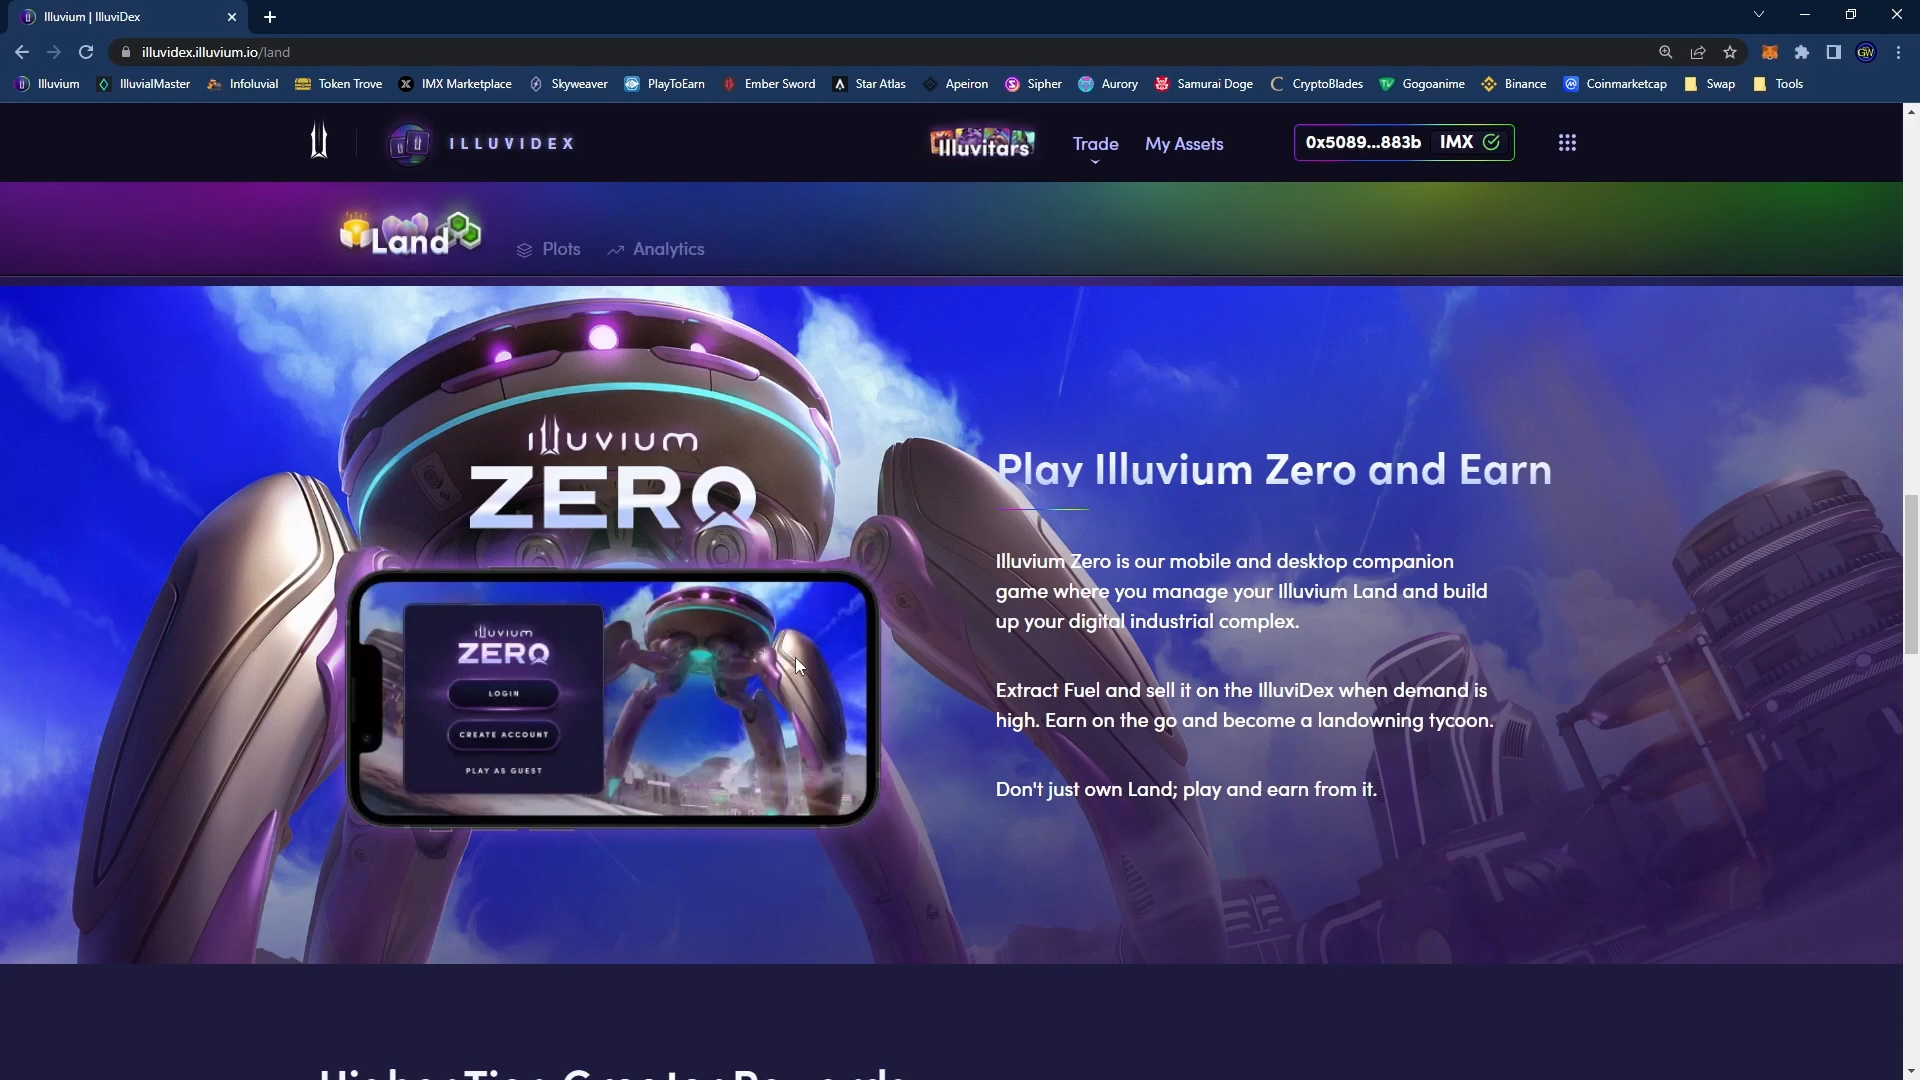 Illuvium | IlluviDex
illuvidex.illuvium.io/land
GW
Illuvium
IlluvialMaster
Infoluvial
Token Trove
IMX Marketplace
Skyweaver
PlayToEarn
Ember Sword
Star Atlas
Apeiron
Sipher
Aurory
Samurai Doge
CryptoBlades
Gogoanime
Binance
Coinmarketcap
Swap
Tools
ILLUVIDEX
Illuvitars
Trade
My Assets
0x5089...883b IMX
Land
Plots
Analytics
ILLUVIUM
ZERO
ILLUVIUM
ZERO
LOGIN
CREATE ACCOUNT
PLAY AS GUEST
Play Illuvium Zero and Earn
Illuvium Zero is our mobile and desktop companion
game where you manage your Illuvium Land and build
up your digital industrial complex.
Extract Fuel and sell it on the IlluviDex when demand is
high. Earn on the go and become a landowning tycoon.
Don't just own Land; play and earn from it.
Higher Tier, Greater Rewards